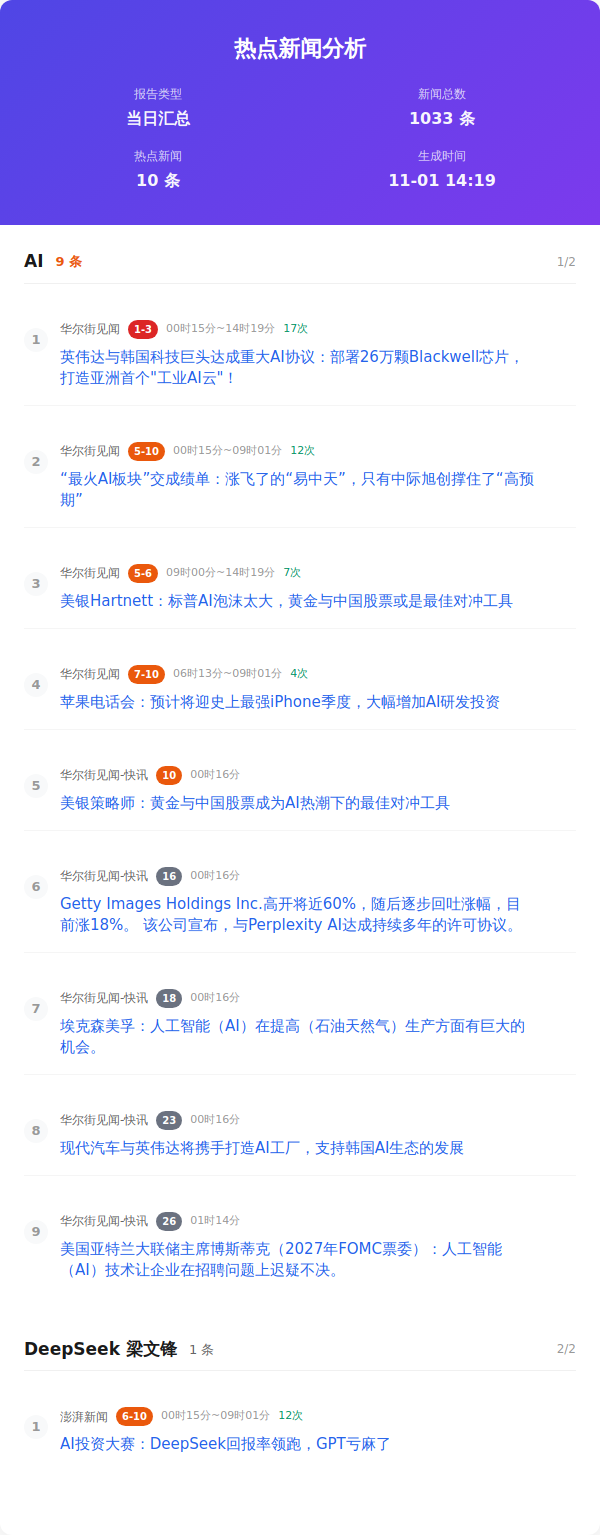 热点新闻分析
报告类型
当日汇总
新闻总数
1033 条
热点新闻
10 条
生成时间
11-01 14:19
AI 9 条 1/2
1
华尔街见闻 1-3 00时15分~14时19分 17次
英伟达与韩国科技巨头达成重大AI协议：部署26万颗Blackwell芯片，
打造亚洲首个"工业AI云"！
2
华尔街见闻 5-10 00时15分~09时01分 12次
“最火AI板块”交成绩单：涨飞了的“易中天”，只有中际旭创撑住了“高预
期”
3
华尔街见闻 5-6 09时00分~14时19分 7次
美银Hartnett：标普AI泡沫太大，黄金与中国股票或是最佳对冲工具
4
华尔街见闻 7-10 06时13分~09时01分 4次
苹果电话会：预计将迎史上最强iPhone季度，大幅增加AI研发投资
5
华尔街见闻-快讯 10 00时16分
美银策略师：黄金与中国股票成为AI热潮下的最佳对冲工具
6
华尔街见闻-快讯 16 00时16分
Getty Images Holdings Inc.高开将近60%，随后逐步回吐涨幅，目
前涨18%。 该公司宣布，与Perplexity AI达成持续多年的许可协议。
7
华尔街见闻-快讯 18 00时16分
埃克森美孚：人工智能（AI）在提高（石油天然气）生产方面有巨大的
机会。
8
华尔街见闻-快讯 23 00时16分
现代汽车与英伟达将携手打造AI工厂，支持韩国AI生态的发展
9
华尔街见闻-快讯 26 01时14分
美国亚特兰大联储主席博斯蒂克（2027年FOMC票委）：人工智能
（AI）技术让企业在招聘问题上迟疑不决。
DeepSeek 梁文锋 1 条 2/2
1
澎湃新闻 6-10 00时15分~09时01分 12次
AI投资大赛：DeepSeek回报率领跑，GPT亏麻了